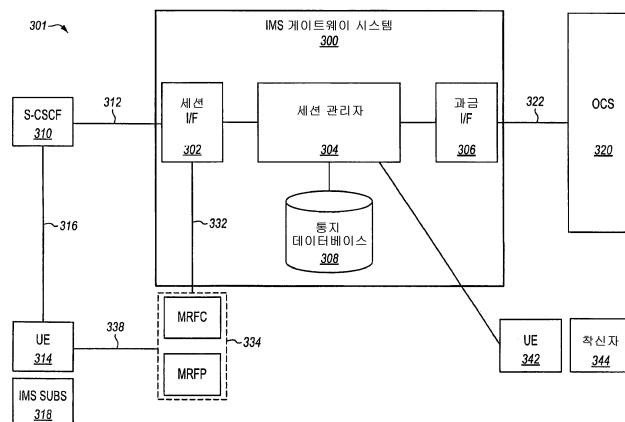 301
IMS 게이트웨이 시스템
300
S-CSCF
310
312
세션
I/F
302
세션 관리자
304
과금
I/F
306
322
OCS
320
316
332
통지
데이터베이스
308
UE
314
338
MRFC
MRFP
334
UE
342
착신자
344
IMS SUBS
318